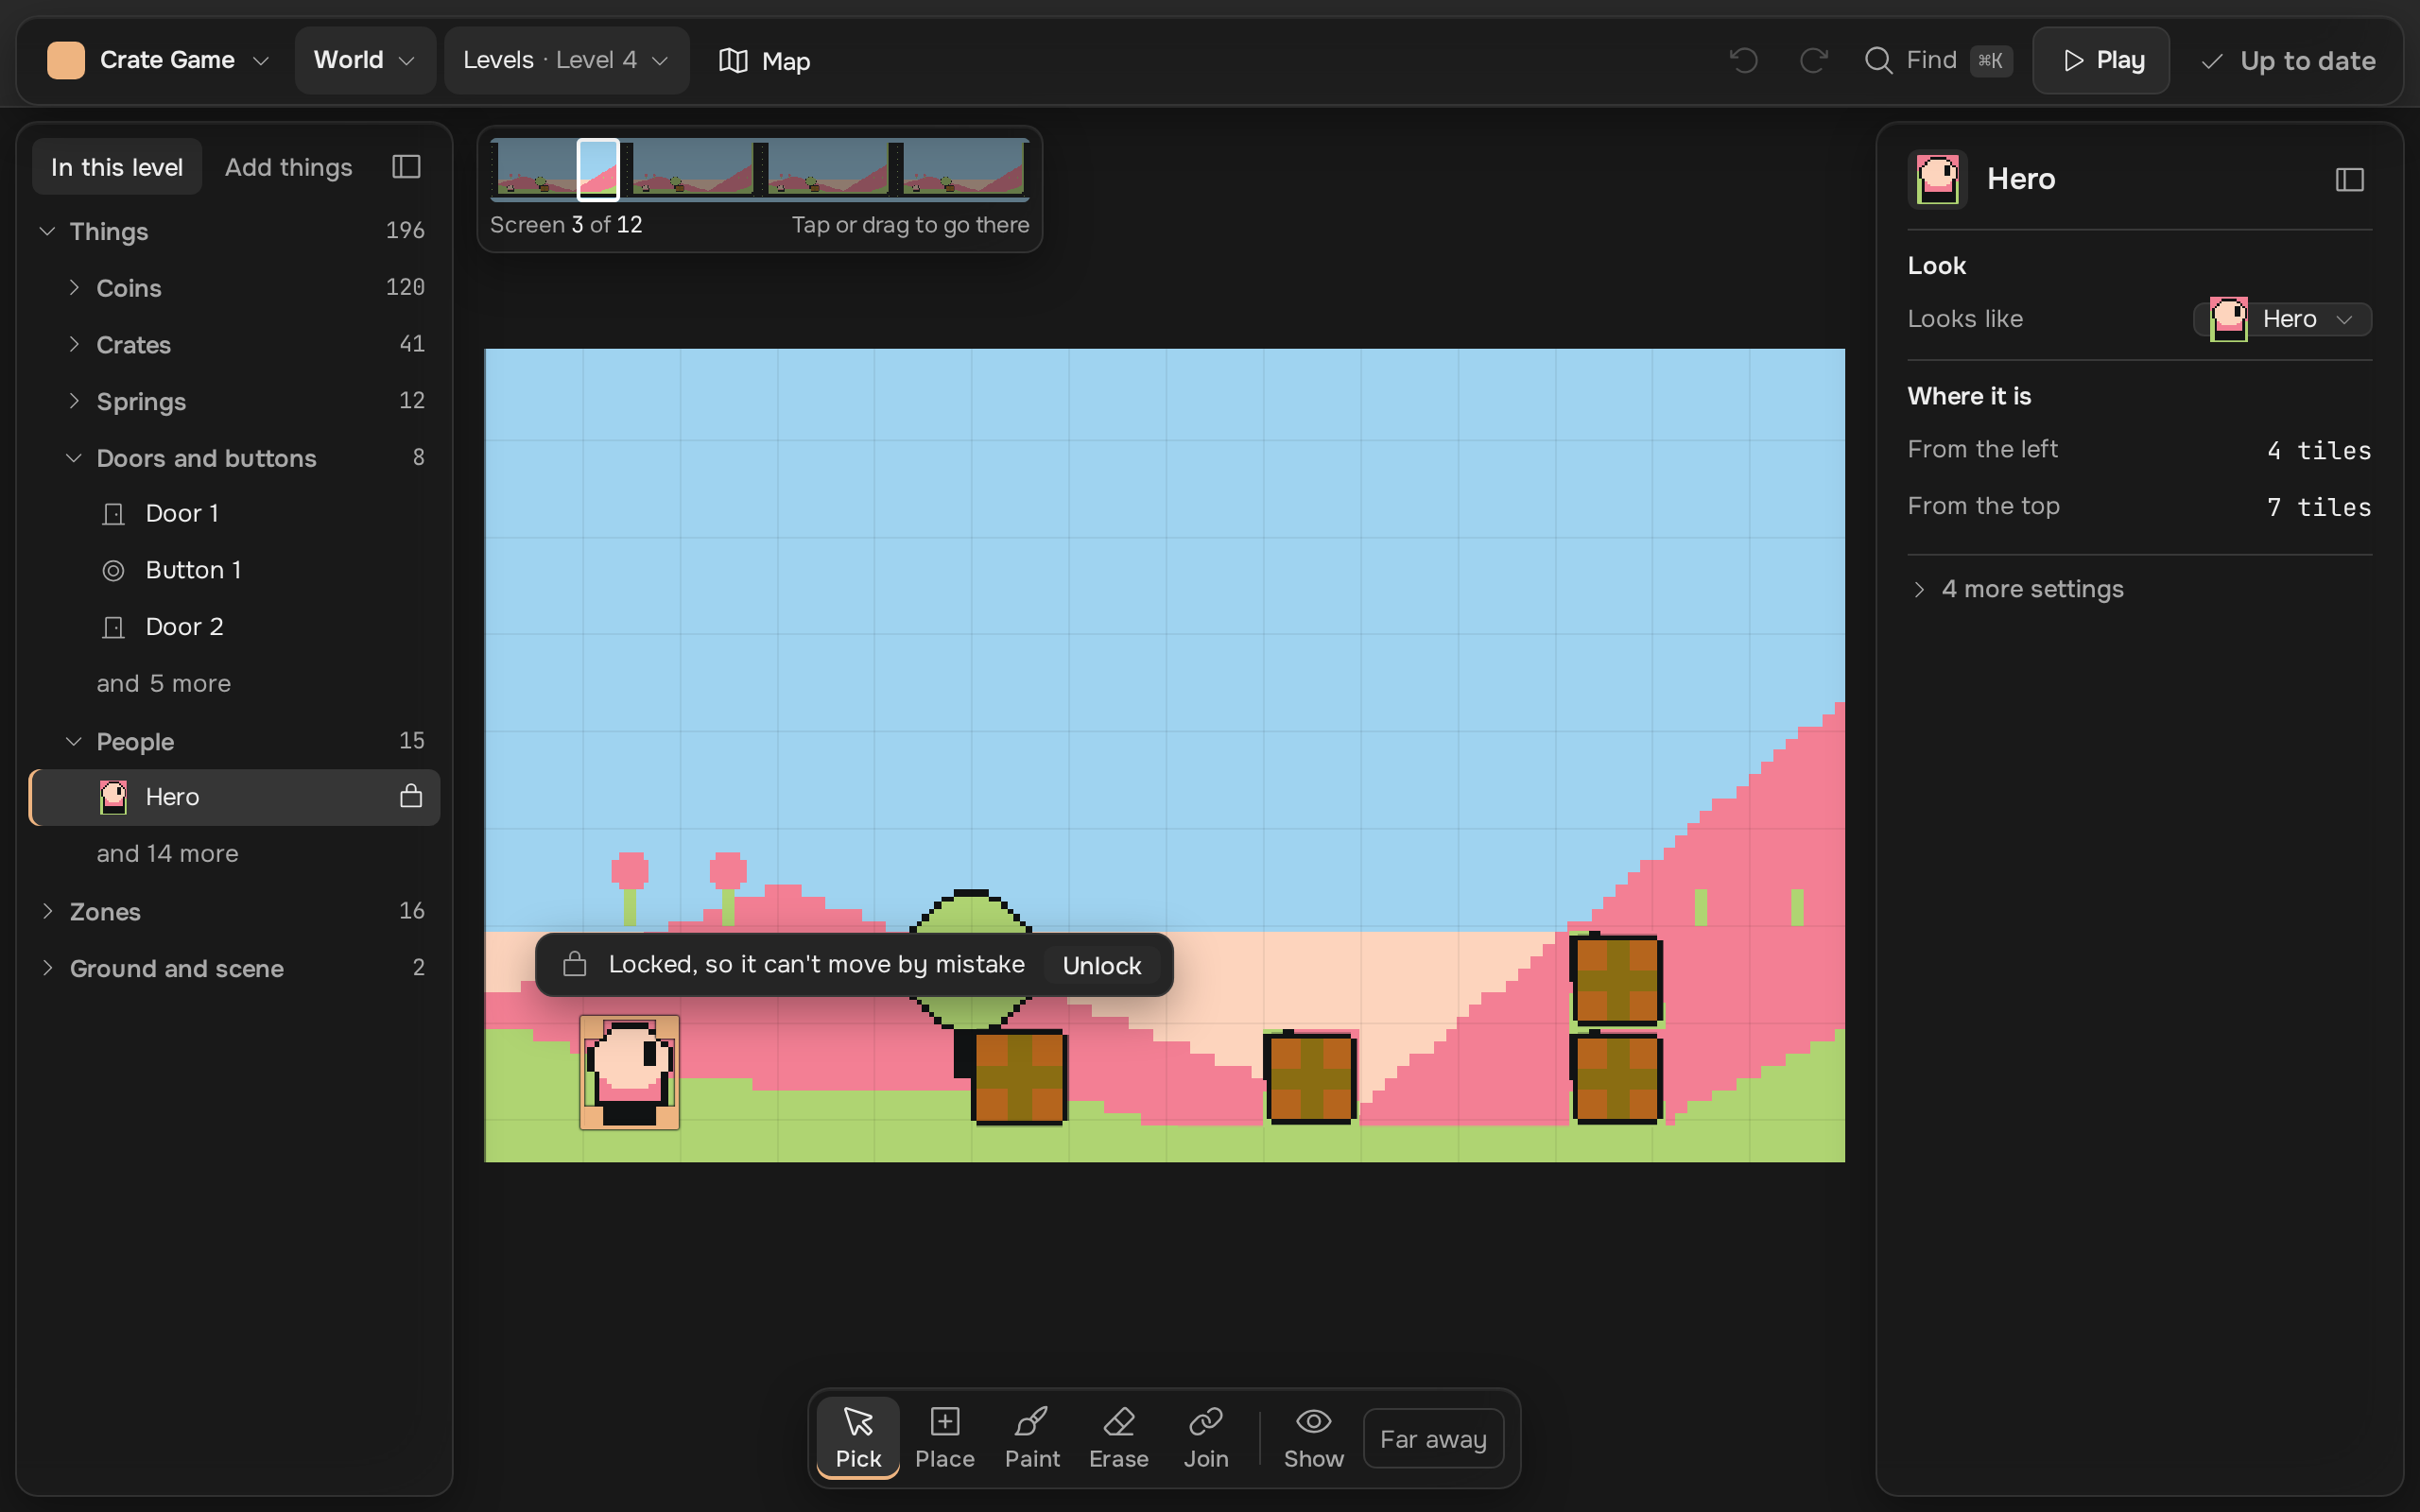 Crate Game
World
Levels · Level 4
Map
Find ⌘K
Play
Up to date
In this level
Add things
Things 196
Coins 120
Crates 41
Springs 12
Doors and buttons 8
Door 1
Button 1
Door 2
and 5 more
People 15
Hero
and 14 more
Zones 16
Ground and scene 2
Screen 3 of 12
Tap or drag to go there
Locked, so it can't move by mistake
Unlock
Pick
Place
Paint
Erase
Join
Show
Far away
Hero
Look
Looks like Hero
Where it is
From the left 4 tiles
From the top 7 tiles
4 more settings